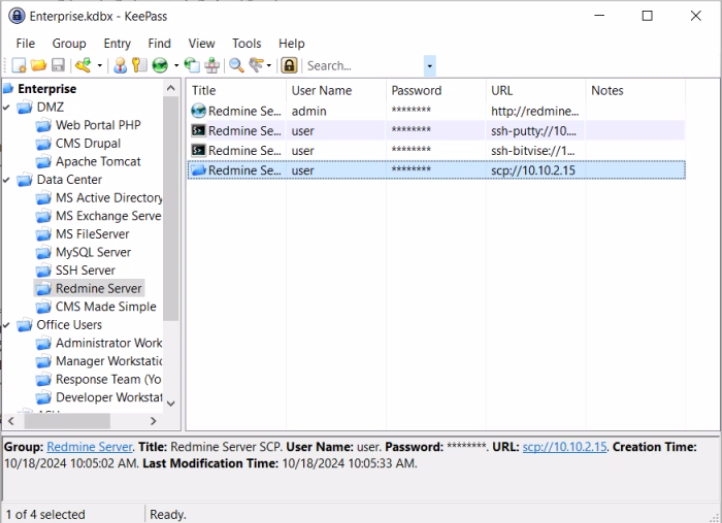 Enterprise.kdbx - KeePass
File Group Entry Find View Tools Help
Search...
Enterprise
DMZ
Web Portal PHP
CMS Drupal
Apache Tomcat
Data Center
MS Active Directory
MS Exchange Serve
MS FileServer
MySQL Server
SSH Server
Redmine Server
CMS Made Simple
Office Users
Administrator Work
Manager Workstatic
Response Team (Yo
Developer Workstat
Title User Name Password URL Notes
Redmine Se... admin ******** http://redmine...
Redmine Se... user ******** ssh-putty://10....
Redmine Se... user ******** ssh-bitvise://1...
Redmine Se... user ******** scp://10.10.2.15
Group: Redmine Server. Title: Redmine Server SCP. User Name: user. Password: ********. URL: scp://10.10.2.15. Creation Time:
10/18/2024 10:05:02 AM. Last Modification Time: 10/18/2024 10:05:33 AM.
1 of 4 selected Ready.